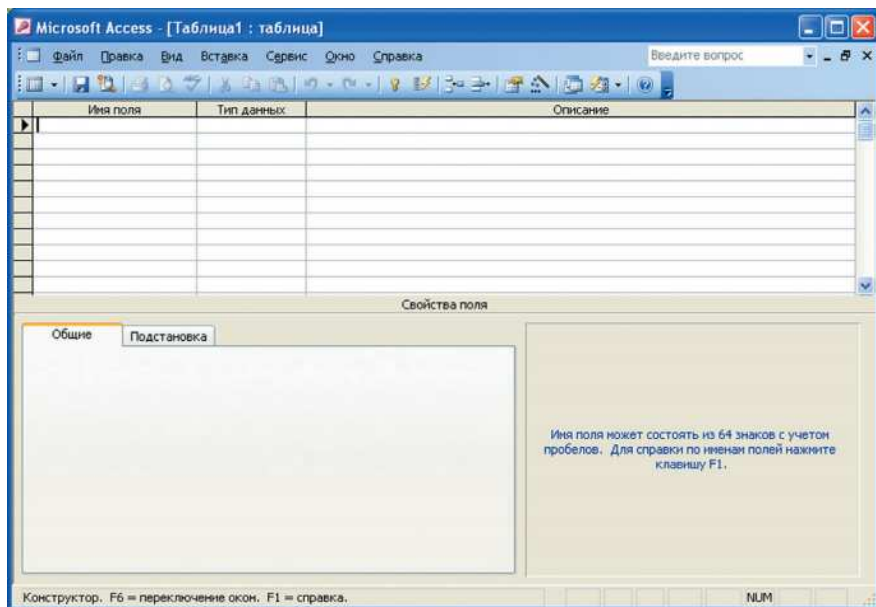 Microsoft Access - [Таблица1 : таблица]
Файл Правка Вид Вставка Сервис Окно Справка Введите вопрос
Имя поля Тип данных Описание
Свойства поля
Общие Подстановка
Имя поля может состоять из 64 знаков с учетом
пробелов. Для справки по именам полей нажмите
клавишу F1.
Конструктор. F6 = переключение окон. F1 = справка. NUM